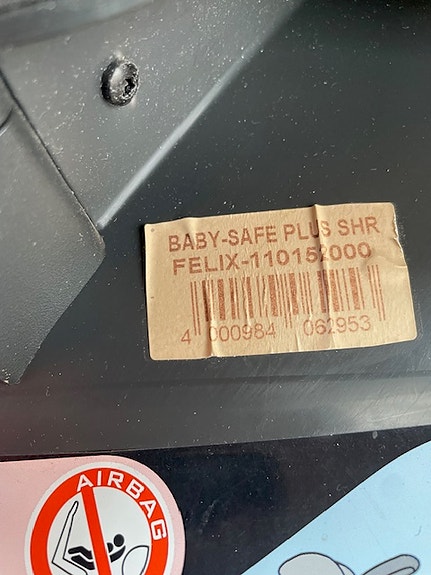 BABY-SAFE PLUS SHR
FELIX-110152000
4 000984 062953
AIRBAG